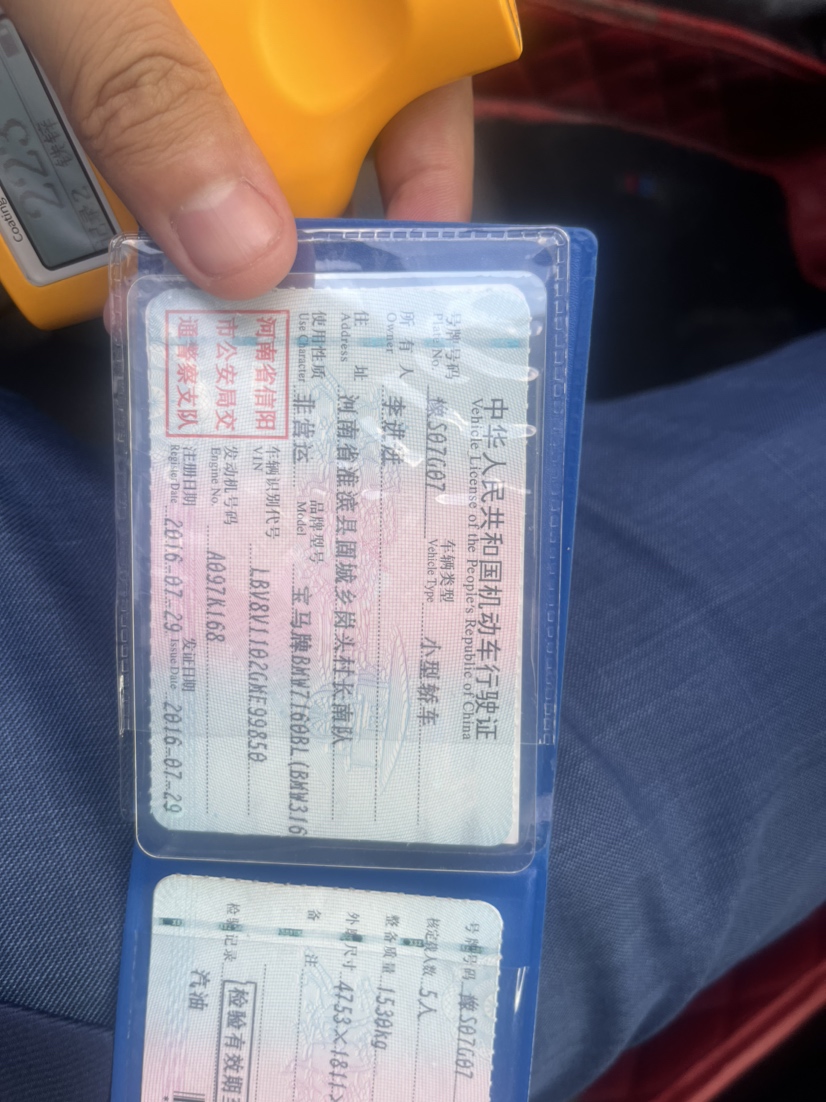 中华人民共和国机动车行驶证
Vehicle License of the People's Republic of China
号牌号码 豫S07G07 车辆类型 小型轿车
Plate No. Vehicle Type
所有人 李进进
Owner
住址 河南省淮滨县固城乡岗头村长南队
Address
使用性质 非营运 品牌型号 宝马牌BMW7160BL(BMW316
Use Character Model
河南省信阳
市公安局交
通警察支队
车辆识别代号 LBV8V1102GME99850
VIN
发动机号码 A097K168
Engine No.
注册日期 2016-07-29 发证日期 2016-07-29
Register Date Issue Date
号牌号码 豫S07G07
核定载人数 5人
整备质量 1530kg
外廓尺寸 4753×1811×
备注
检验记录 检验有效期至
汽油
223
Coating